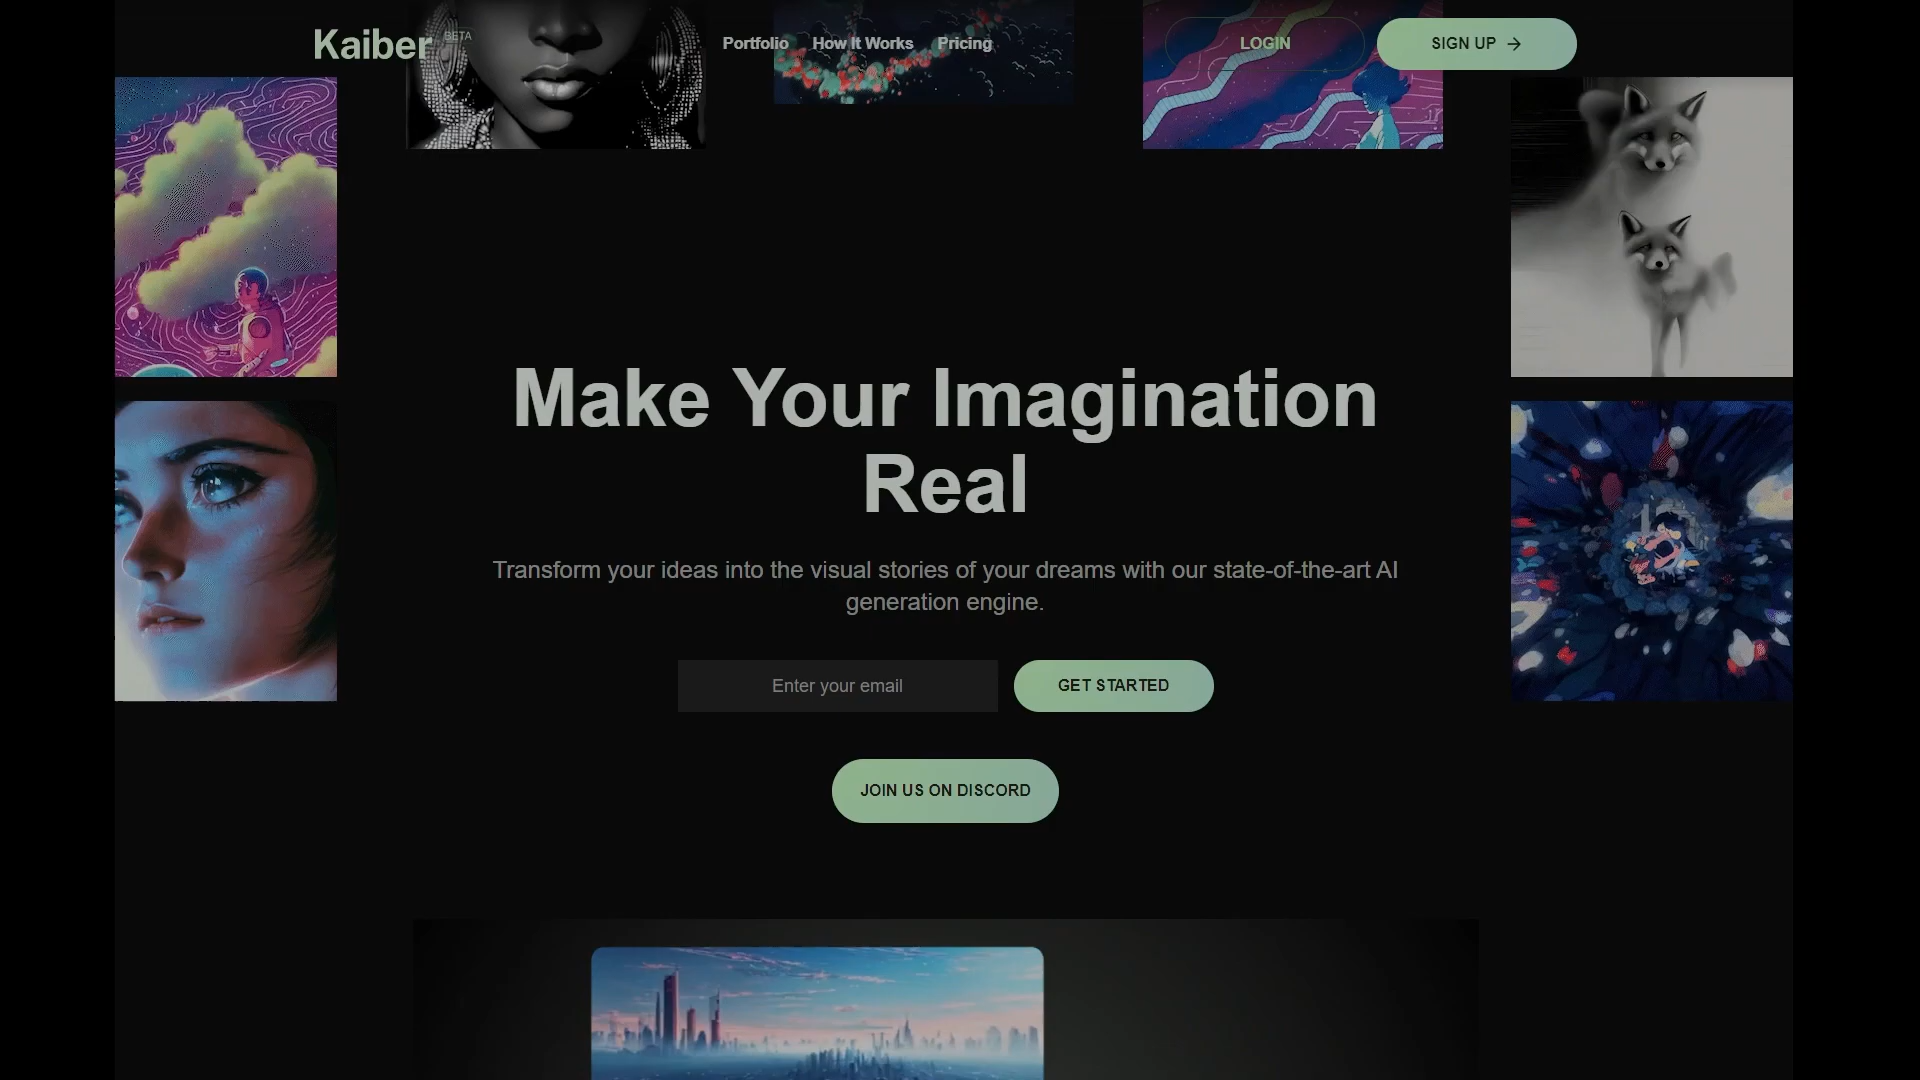 Kaiber BETA
Portfolio How It Works Pricing
LOGIN
SIGN UP
Make Your Imagination
Real
Transform your ideas into the visual stories of your dreams with our state-of-the-art AI
generation engine.
Enter your email
GET STARTED
JOIN US ON DISCORD